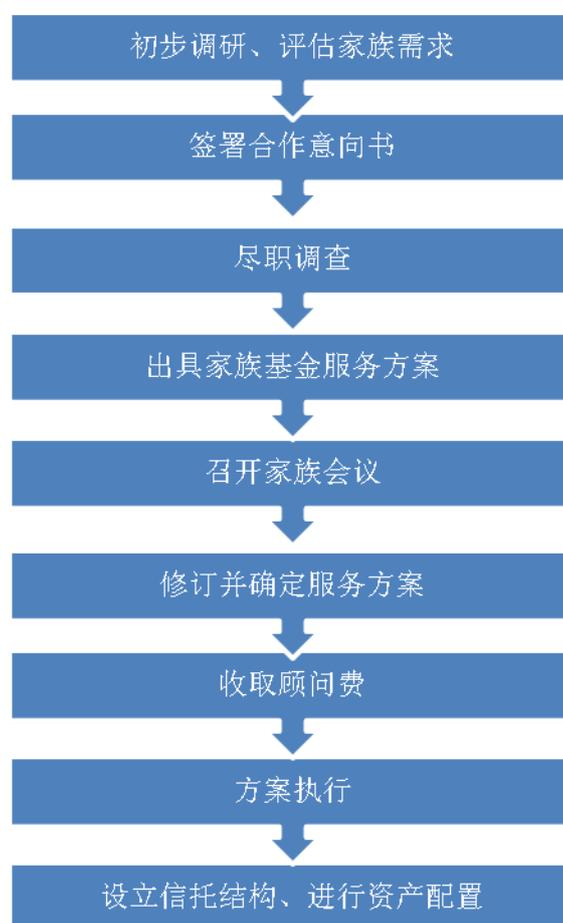 初步调研、评估家族需求
签署合作意向书
尽职调查
出具家族基金服务方案
召开家族会议
修订并确定服务方案
收取顾问费
方案执行
设立信托结构、进行资产配置